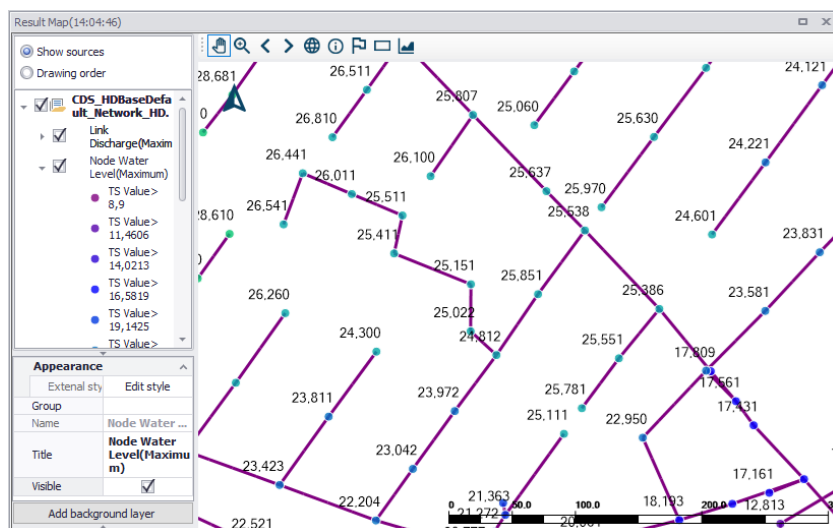 Result Map(14:04:46)
Show sources
Drawing order
CDS_HDBaseDefa
ult_Network_HD.
Link
Discharge(Maxim
Node Water
Level(Maximum)
TS Value>
8,9
TS Value>
11,4606
TS Value>
14,0213
TS Value>
16,5819
TS Value>
19,1425
TS Value>
Appearance
Extenal sty
Edit style
Group
Name
Node Water ...
Title
Node Water
Level(Maximu
m)
Visible
Add background layer
28,681
26,511
25,807
24,121
26,810
25,060
25,630
24,221
26,441
26,011
26,100
25,637
25,511
25,970
26,541
25,538
24,601
28,610
25,411
23,831
25,151
25,851
25,386
26,260
23,581
25,022
24,300
24,812
25,551
17,809
17,661
23,811
23,972
25,781
17,431
25,111
22,950
23,423
23,042
17,161
22,204
21,363
21,272
18,193
12,813
22,521
0
50.0
100.0
200.0